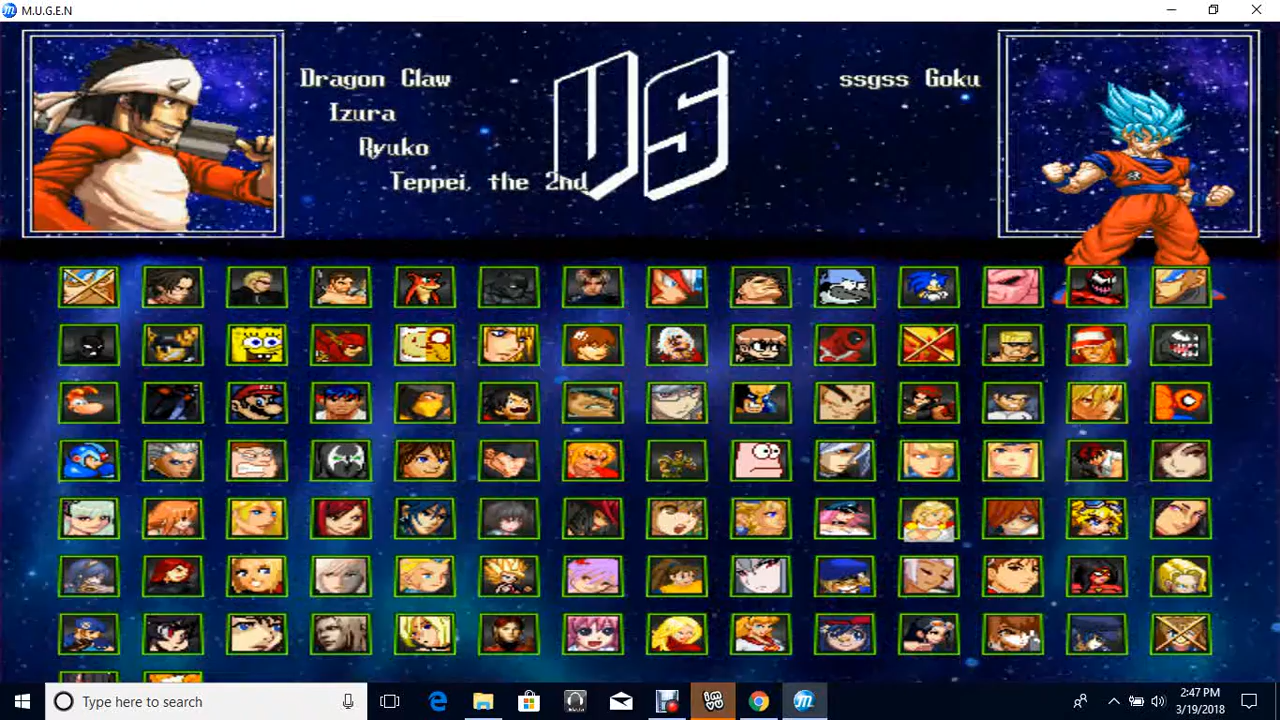 M.U.G.E.N
Dragon Claw
Izura
Ryuko
Teppei, the 2nd
VS
ssgss Goku
Type here to search
2:47 PM
3/19/2018